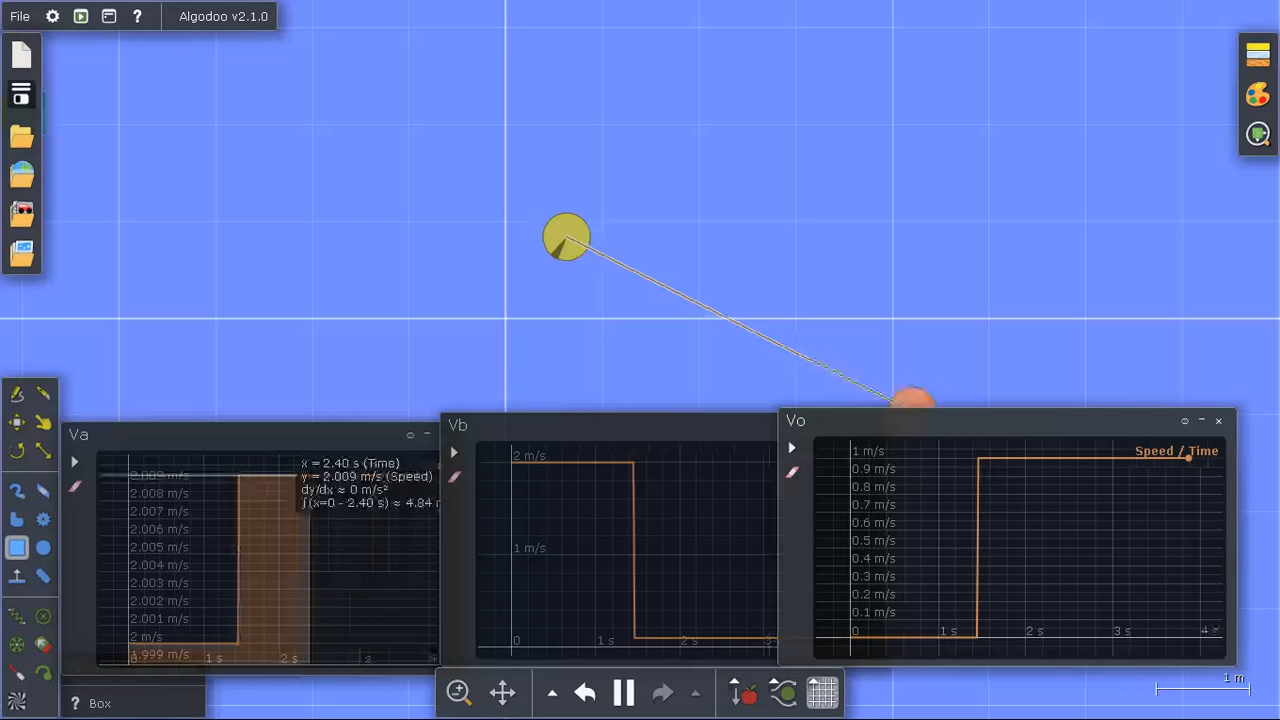 File ? Algodoo v2.1.0
Va
x = 2.40 s (Time)
y = 2.009 m/s (Speed)
dy/dx ≈ 0 m/s²
∫(x=0 - 2.40 s) ≈ 4.84
2.009 m/s
2.008 m/s
2.007 m/s
2.006 m/s
2.005 m/s
2.004 m/s
2.003 m/s
2.002 m/s
2.001 m/s
2 m/s
1.999 m/s
1 s 2 s 3 s
Vb
2 m/s
1 m/s
0 1 s 2 s
Vo
Speed / Time
1 m/s
0.9 m/s
0.8 m/s
0.7 m/s
0.6 m/s
0.5 m/s
0.4 m/s
0.3 m/s
0.2 m/s
0.1 m/s
0 1 s 2 s 3 s 4 s
? Box
1 m